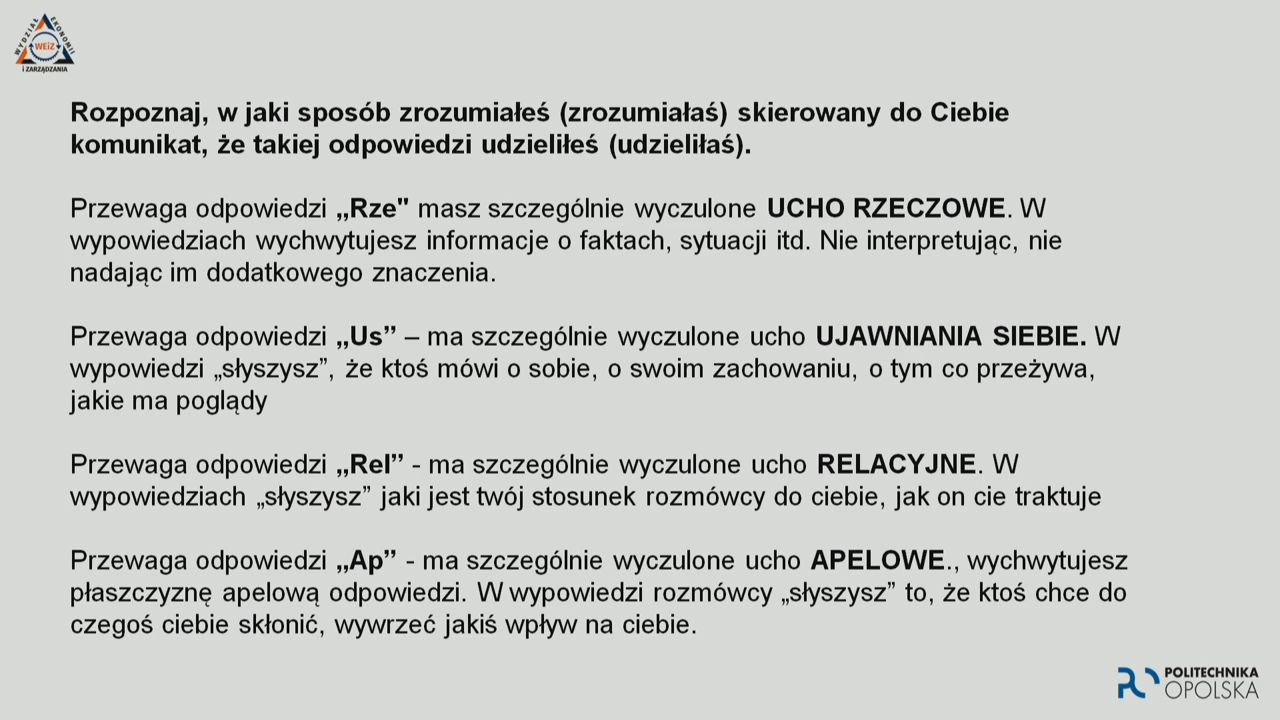 WYDZIAŁ EKONOMII
WEiZ
I ZARZĄDZANIA
Rozpoznaj, w jaki sposób zrozumiałeś (zrozumiałaś) skierowany do Ciebie
komunikat, że takiej odpowiedzi udzieliłeś (udzieliłaś).
Przewaga odpowiedzi „Rze" masz szczególnie wyczulone UCHO RZECZOWE. W
wypowiedziach wychwytujesz informacje o faktach, sytuacji itd. Nie interpretując, nie
nadając im dodatkowego znaczenia.
Przewaga odpowiedzi „Us” – ma szczególnie wyczulone ucho UJAWNIANIA SIEBIE. W
wypowiedzi „słyszysz”, że ktoś mówi o sobie, o swoim zachowaniu, o tym co przeżywa,
jakie ma poglądy
Przewaga odpowiedzi „Rel” - ma szczególnie wyczulone ucho RELACYJNE. W
wypowiedziach „słyszysz” jaki jest twój stosunek rozmówcy do ciebie, jak on cie traktuje
Przewaga odpowiedzi „Ap” - ma szczególnie wyczulone ucho APELOWE., wychwytujesz
płaszczyznę apelową odpowiedzi. W wypowiedzi rozmówcy „słyszysz” to, że ktoś chce do
czegoś ciebie skłonić, wywrzeć jakiś wpływ na ciebie.
POLITECHNIKA
OPOLSKA